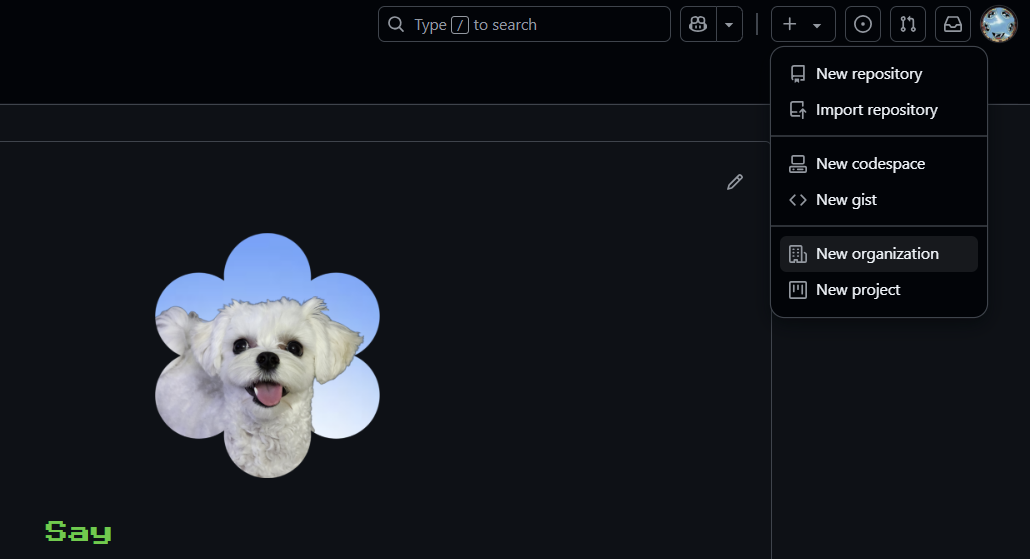 Type / to search
New repository
Import repository
New codespace
New gist
New organization
New project
Say